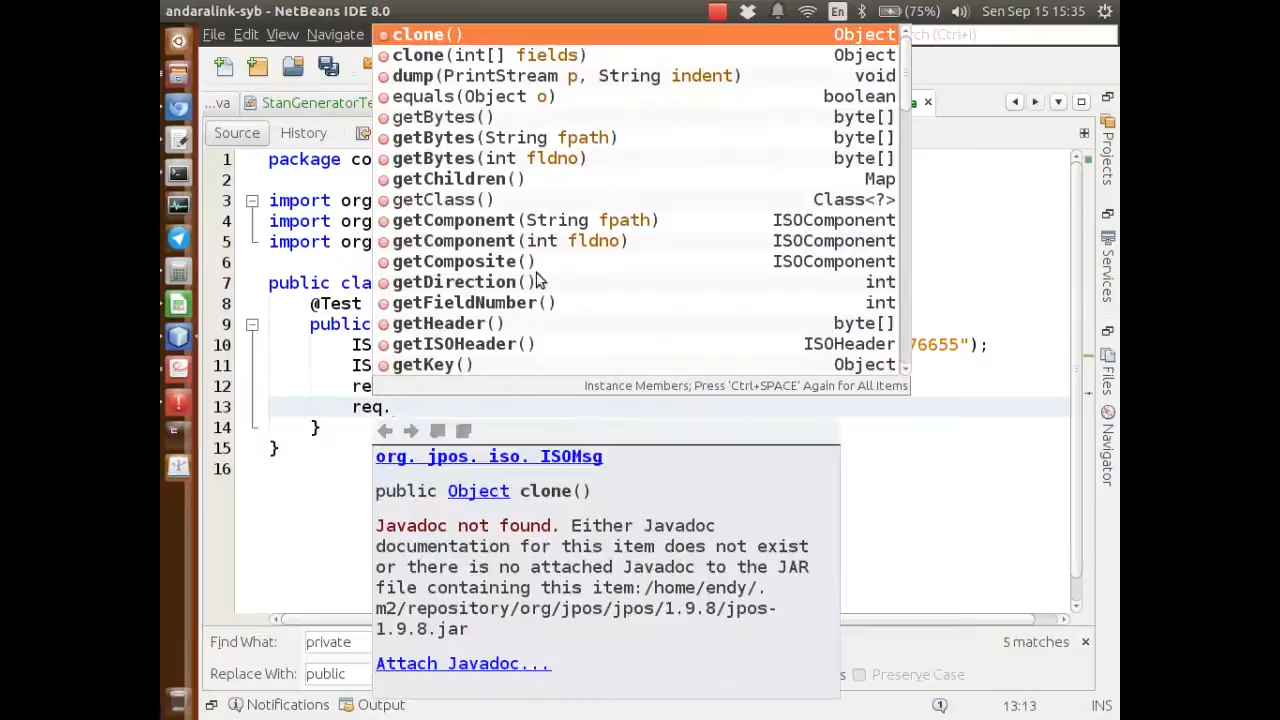 andaralink-syb - NetBeans IDE 8.0
En
(75%)
Sen Sep 15 15:35
File Edit View Navigate
rch (Ctrl+I)
...va
StanGeneratorTe
Source
History
clone() Object
clone(int[] fields) Object
dump(PrintStream p, String indent) void
equals(Object o) boolean
getBytes() byte[]
getBytes(String fpath) byte[]
getBytes(int fldno) byte[]
getChildren() Map
getClass() Class<?>
getComponent(String fpath) ISOComponent
getComponent(int fldno) ISOComponent
getComposite() ISOComponent
getDirection() int
getFieldNumber() int
getHeader() byte[]
getISOHeader() ISOHeader
getKey() Object
Instance Members; Press 'Ctrl+SPACE' Again for All Items
1 package co
2
3 import org
4 import org
5 import org
6
7 public cla
8 @Test
9 public
10 IS 76655");
11 IS
12 re
13 req.
14 }
15 }
16
org. jpos. iso. ISOMsg
public Object clone()
Javadoc not found. Either Javadoc
documentation for this item does not exist
or there is no attached Javadoc to the JAR
file containing this item:/home/endy/.
m2/repository/org/jpos/jpos/1.9.8/jpos-
1.9.8.jar
Attach Javadoc...
Projects
Services
Files
Navigator
Find What: private
5 matches
Replace With: public
s
Preserve Case
Notifications
Output
1
13:13
INS